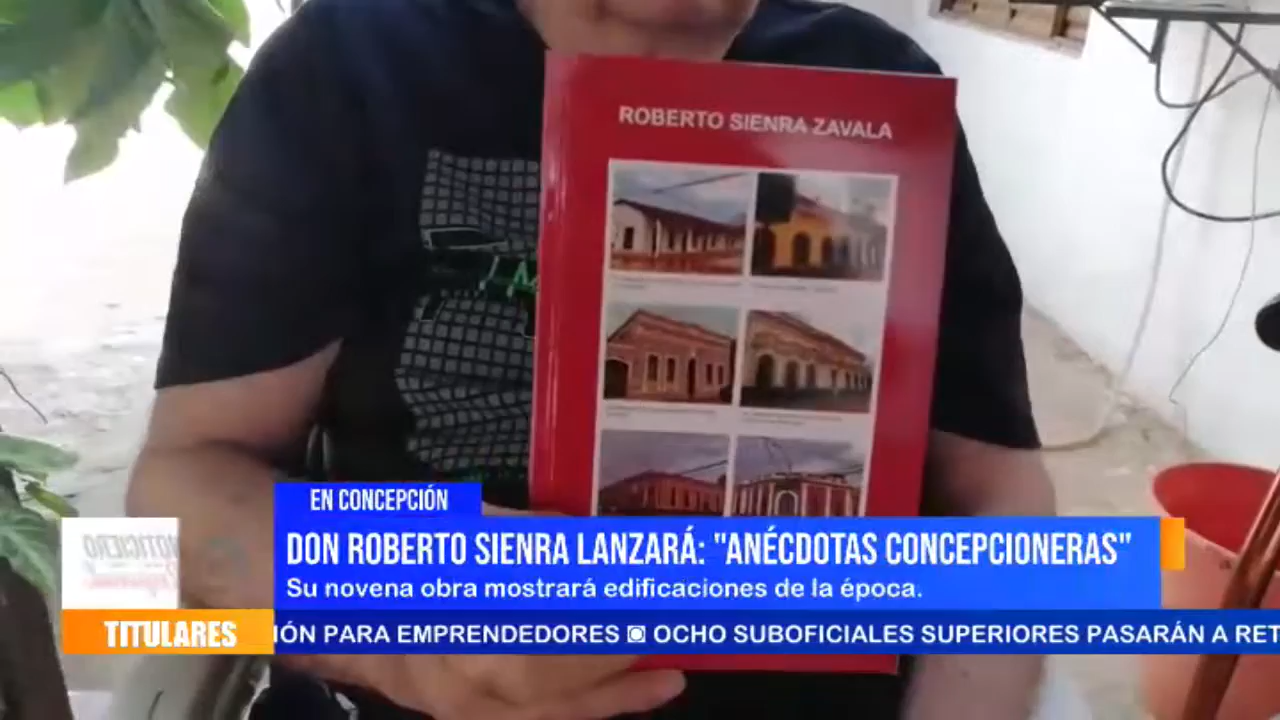 ROBERTO SIENRA ZAVALA
EN CONCEPCIÓN
DON ROBERTO SIENRA LANZARÁ: "ANÉCDOTAS CONCEPCIONERAS"
Su novena obra mostrará edificaciones de la época.
NOTICIERO
TITULARES
IÓN PARA EMPRENDEDORES ◙ OCHO SUBOFICIALES SUPERIORES PASARÁN A RET